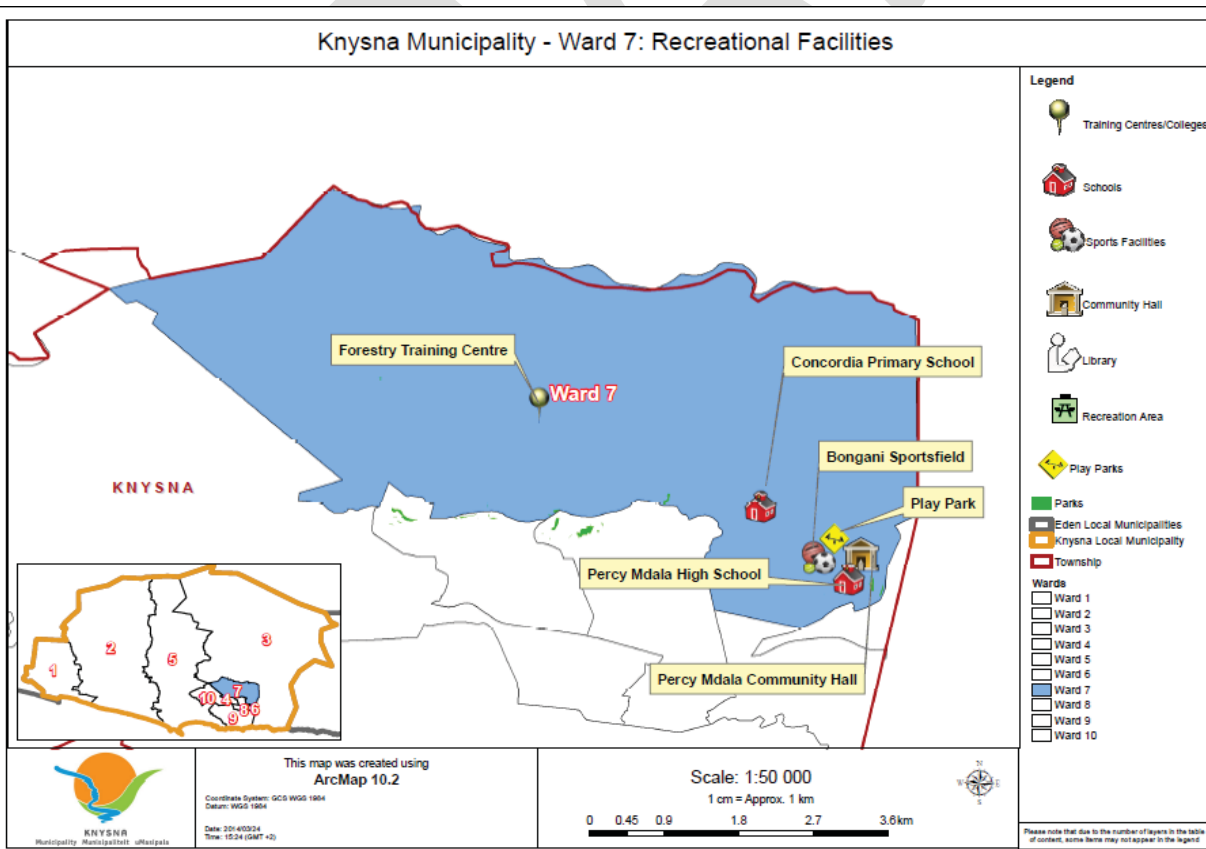 Knysna Municipality - Ward 7: Recreational Facilities
Legend
Training Centres/Colleges
Schools
Sports Facilities
Community Hall
Library
Recreation Area
Play Parks
Parks
Eden Local Municipalities
Knysna Local Municipality
Township
Wards
Ward 1
Ward 2
Ward 3
Ward 4
Ward 5
Ward 6
Ward 7
Ward 8
Ward 9
Ward 10
Forestry Training Centre
Ward 7
Concordia Primary School
Bongani Sportsfield
Play Park
Percy Mdala High School
Percy Mdala Community Hall
KNYSNA
1
2
5
3
7
10
4
8
6
9
KNYSNA
Municipality Munisipaliteit uMasipala
This map was created using
ArcMap 10.2
Coordinate System: GCS WGS 1984
Datum: WGS 1984
Date: 2014/03/24
Time: 15:24 (GMT +2)
Scale: 1:50 000
1 cm = Approx. 1 km
0 0.45 0.9 1.8 2.7 3.6 km
N
W E
S
Please note that due to the number of layers in the table
of content, some items may not appear in the legend